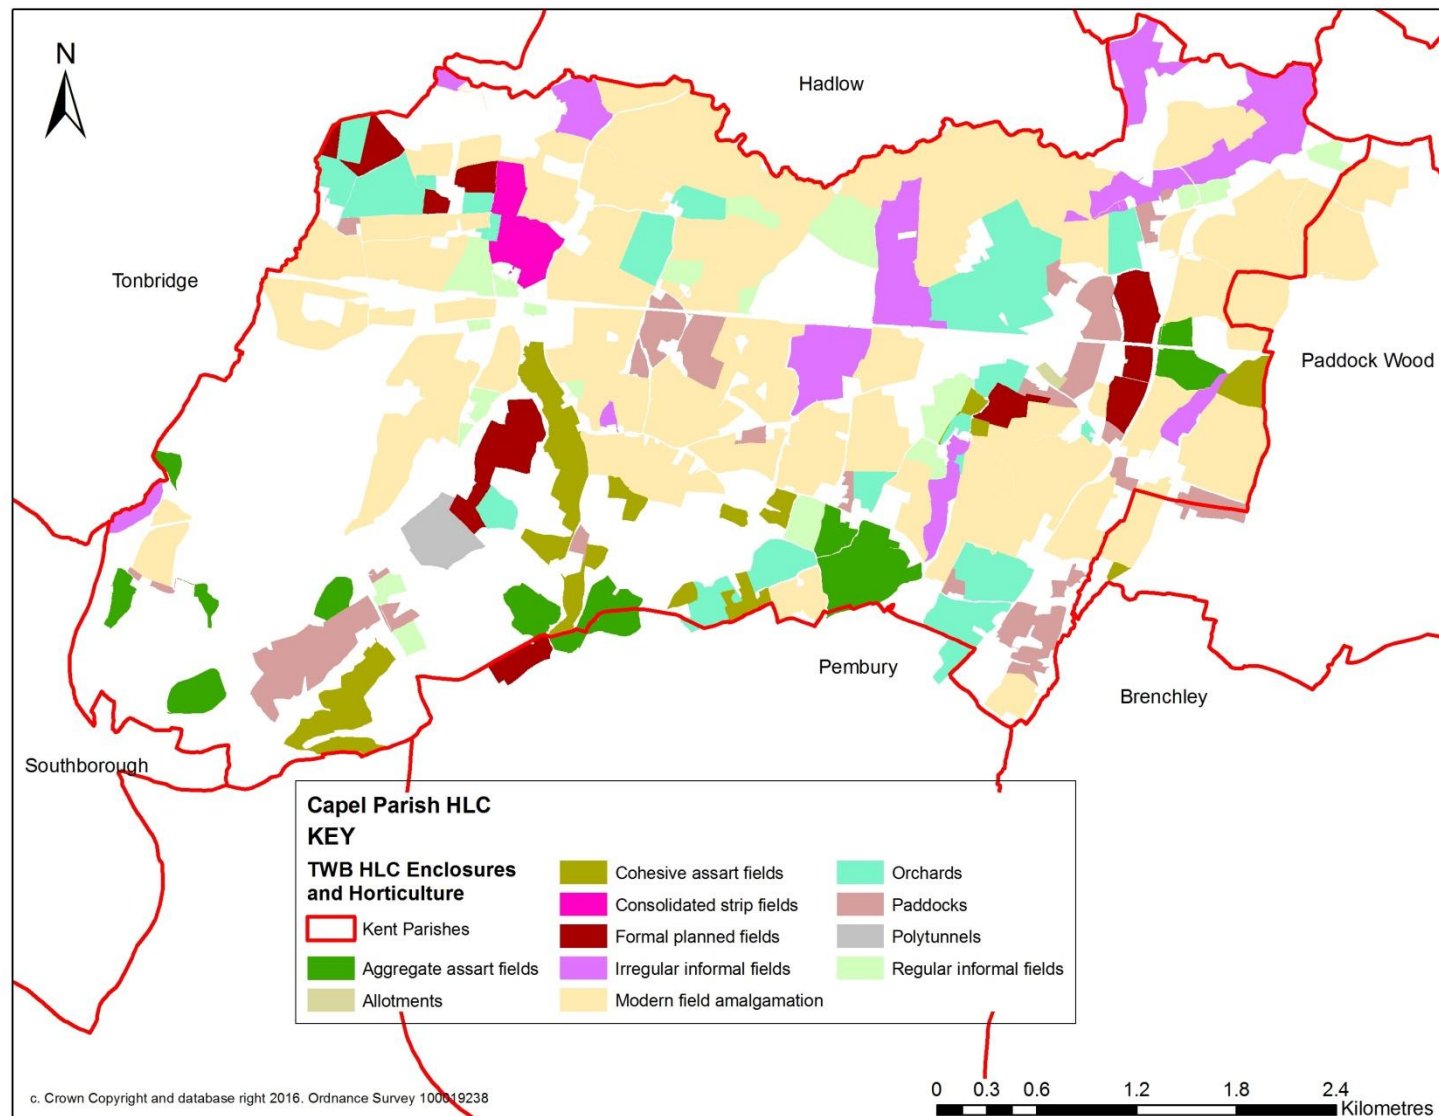 N
Hadlow
Tonbridge
Paddock Wood
Pembury
Brenchley
Southborough
Capel Parish HLC
KEY
TWB HLC Enclosures
and Horticulture
Kent Parishes
Aggregate assart fields
Allotments
Cohesive assart fields
Consolidated strip fields
Formal planned fields
Irregular informal fields
Modern field amalgamation
Orchards
Paddocks
Polytunnels
Regular informal fields
c. Crown Copyright and database right 2016. Ordnance Survey 100019238
0 0.3 0.6 1.2 1.8 2.4
Kilometres